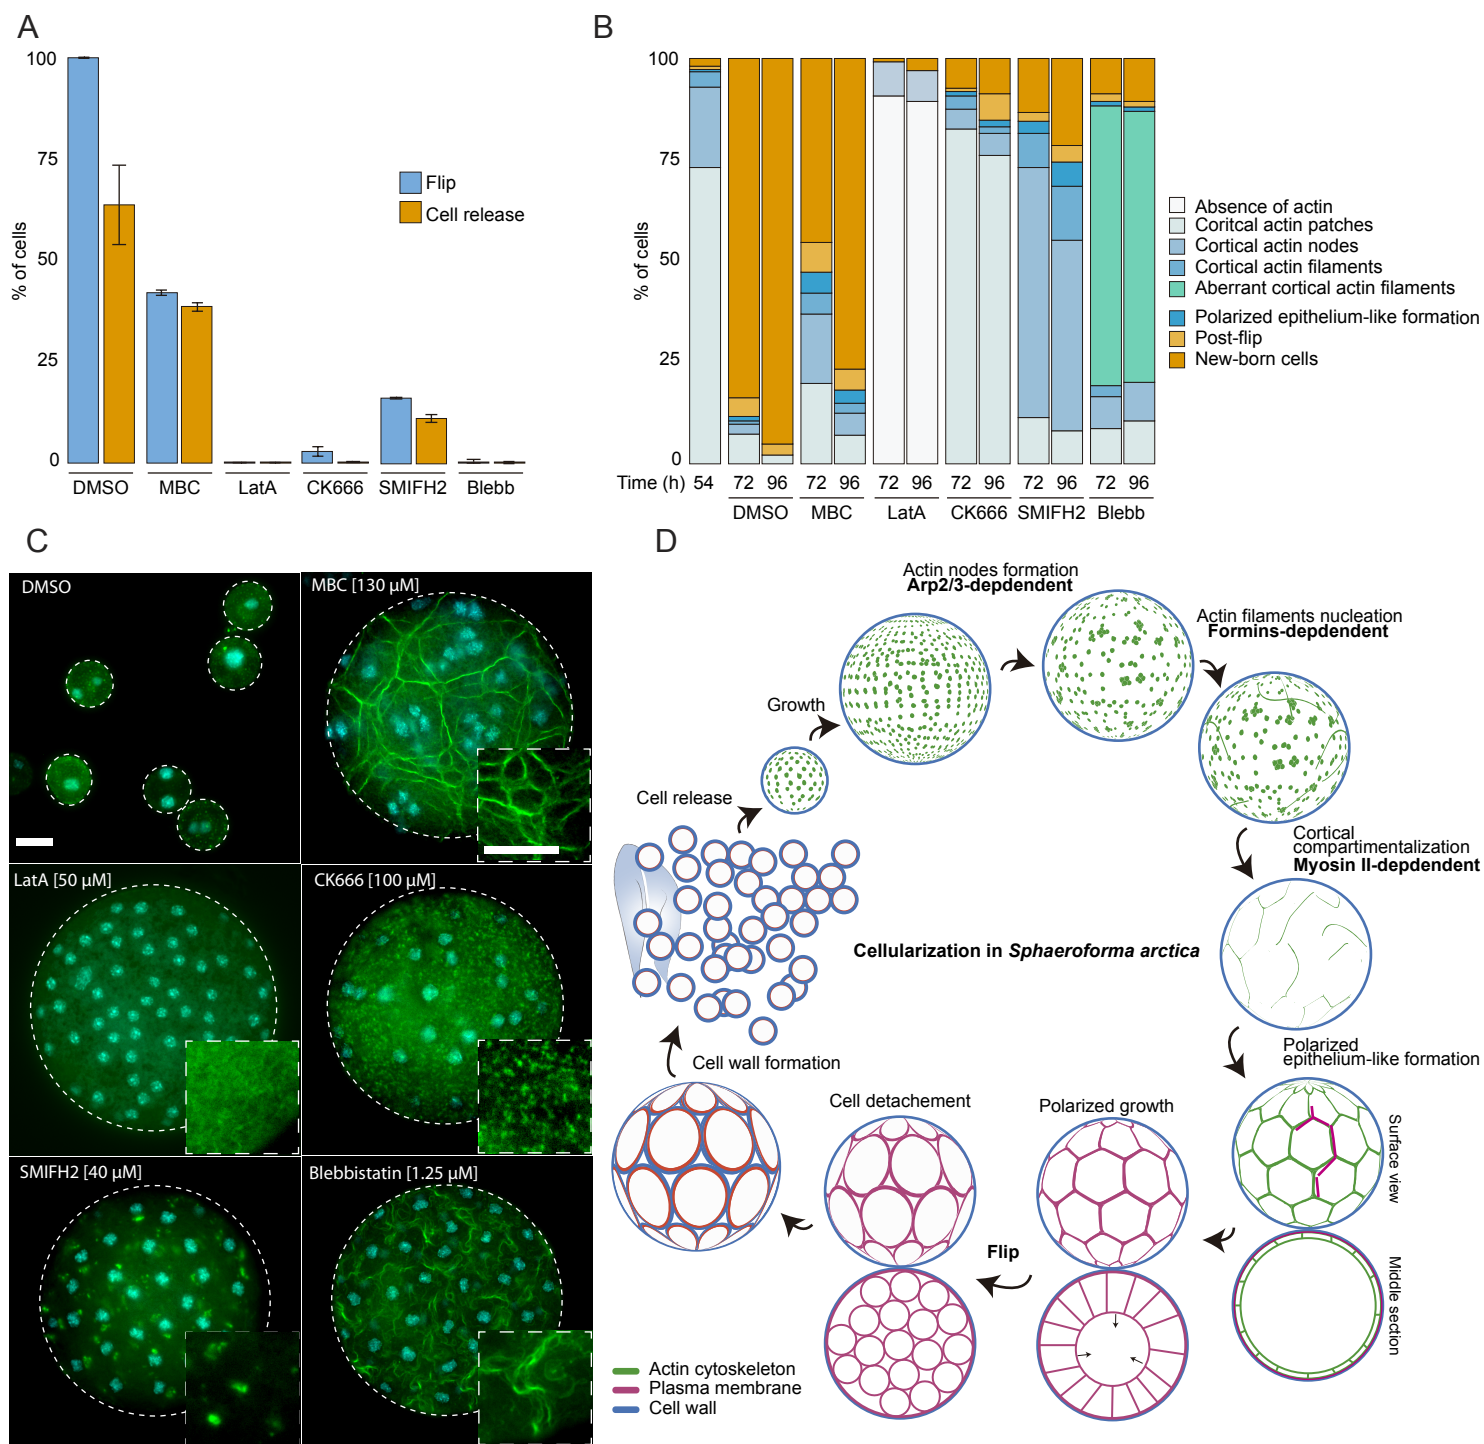 A
100
75
50
25
0
% of cells
Flip
Cell release
DMSO
MBC
LatA
CK666
SMIFH2
Blebb
B
100
75
50
25
0
% of cells
Absence of actin
Coritcal actin patches
Cortical actin nodes
Cortical actin filaments
Aberrant cortical actin filaments
Polarized epithelium-like formation
Post-flip
New-born cells
Time (h) 54 72 96 72 96 72 96 72 96 72 96 72 96
DMSO MBC LatA CK666 SMIFH2 Blebb
C
DMSO
MBC [130 µM]
LatA [50 µM]
CK666 [100 µM]
SMIFH2 [40 µM]
Blebbistatin [1.25 µM]
D
Actin nodes formation
Arp2/3-depdendent
Actin filaments nucleation
Formins-depdendent
Growth
Cell release
Cortical
compartimentalization
Myosin II-depdendent
Cellularization in Sphaeroforma arctica
Polarized
epithelium-like formation
Cell wall formation
Cell detachement
Polarized growth
Surface view
Flip
Middle section
Actin cytoskeleton
Plasma membrane
Cell wall